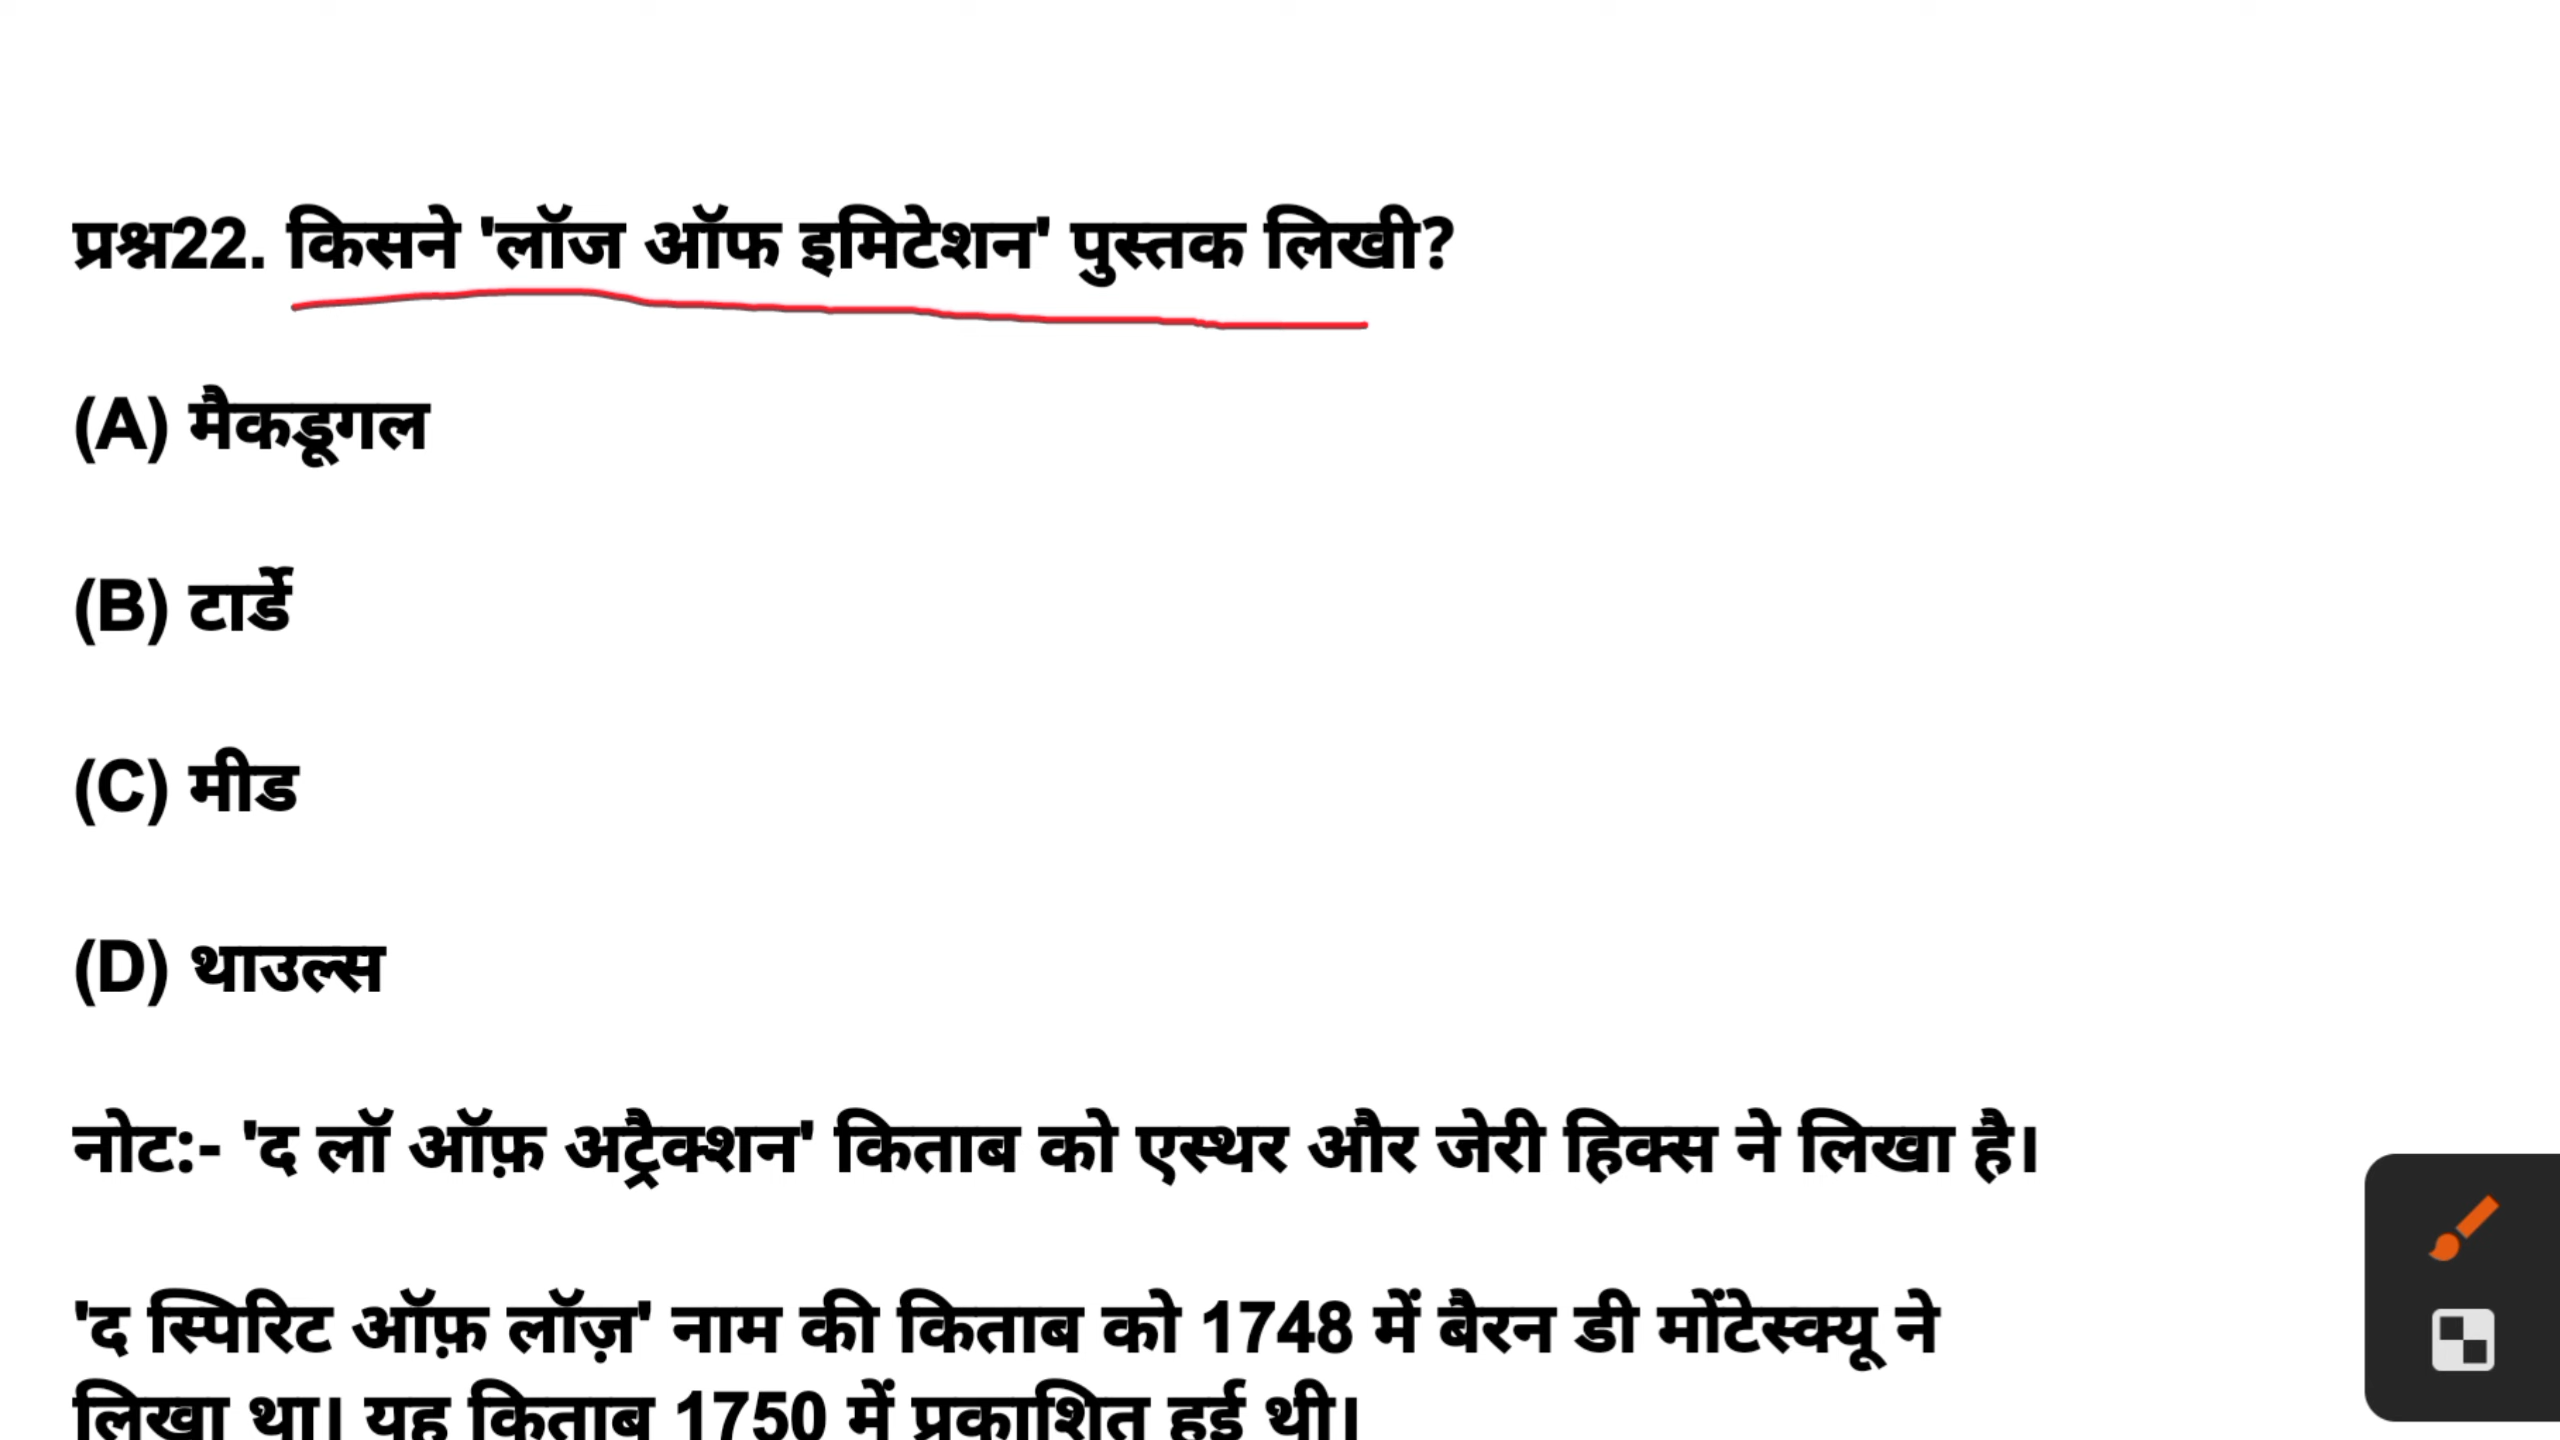 प्रश्न22. किसने 'लॉज ऑफ इमिटेशन' पुस्तक लिखी?
(A) मैकडूगल
(B) टार्डे
(C) मीड
(D) थाउल्स
नोट:- 'द लॉ ऑफ़ अट्रैक्शन' किताब को एस्थर और जेरी हिक्स ने लिखा है।
'द स्पिरिट ऑफ़ लॉज़' नाम की किताब को 1748 में बैरन डी मोंटेस्क्यू ने
लिखा था। यह किताब 1750 में प्रकाशित हुई थी।